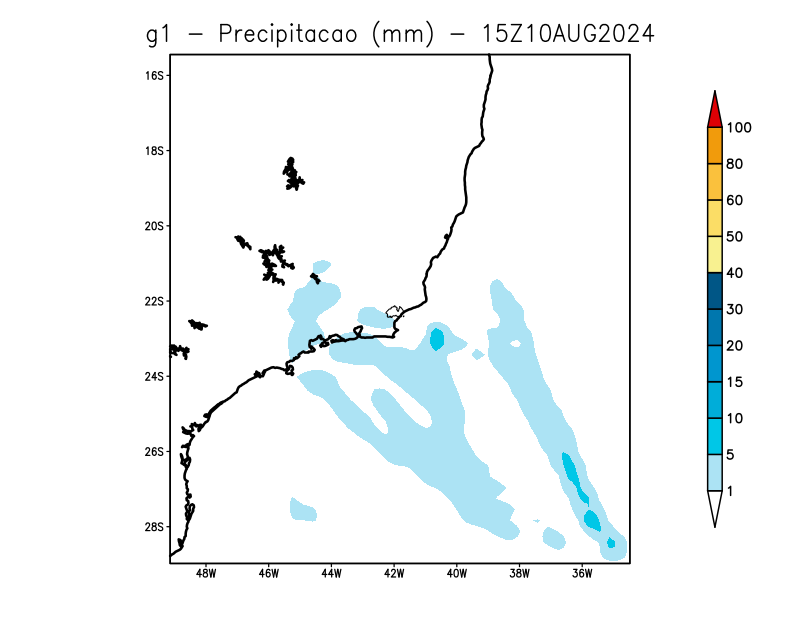 g1 – Precipitacao (mm) – 15Z10AUG2024
16S
18S
20S
22S
24S
26S
28S
48W 46W 44W 42W 40W 38W 36W
100
80
60
50
40
30
20
15
10
5
1